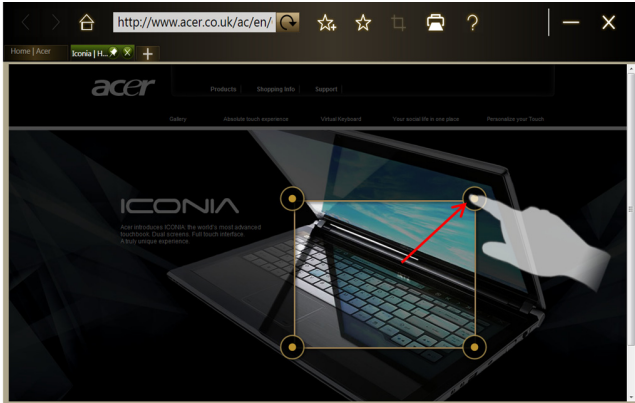 http://www.acer.co.uk/ac/en/
?
Home | Acer
Iconia | H...
acer
Products
Shopping Info
Support
Gallery
Absolute touch experience
Virtual Keyboard
Your social life in one place
Personalize your Touch
ICONIA
Acer introduces ICONIA, the world's most advanced
touchbook. Dual screens. Full touch interface.
A truly unique experience.